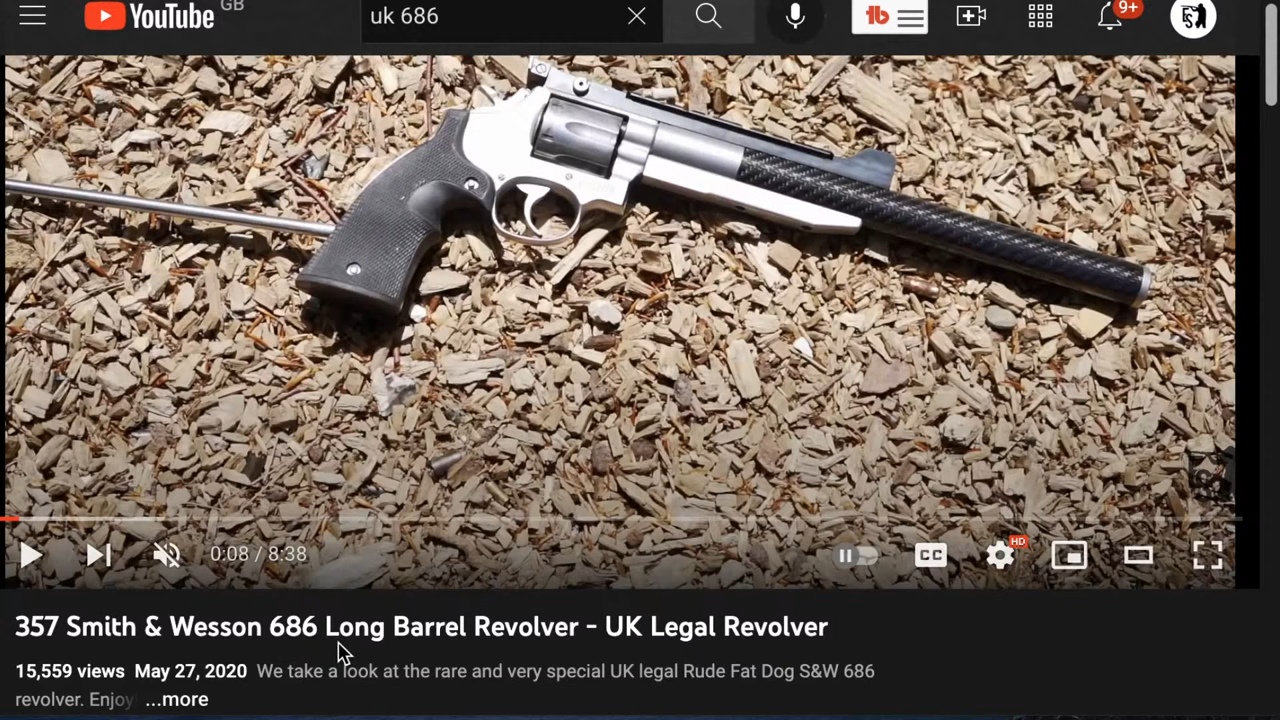 YouTube GB
uk 686
9+
0:08 / 8:38
CC
HD
357 Smith & Wesson 686 Long Barrel Revolver - UK Legal Revolver
15,559 views May 27, 2020 We take a look at the rare and very special UK legal Rude Fat Dog S&W 686
revolver. Enjoy ...more